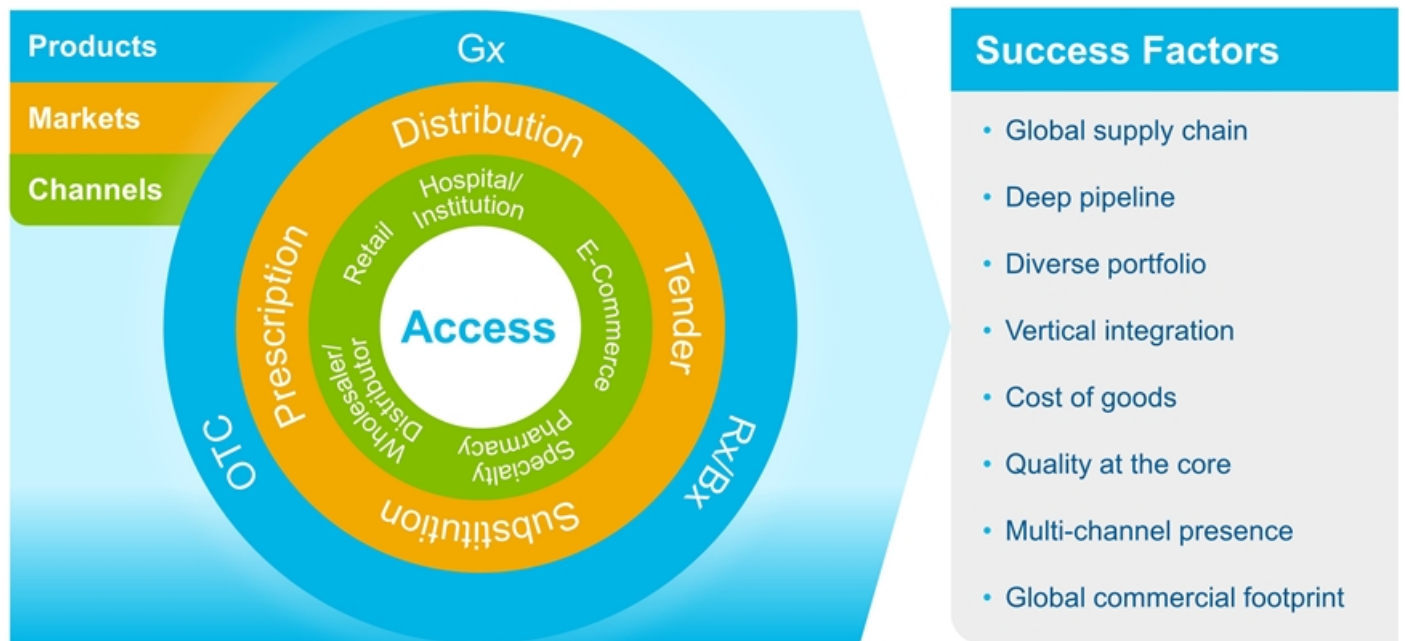 Products
Markets
Channels
Gx
Rx/Bx
OTC
Distribution
Tender
Substitution
Prescription
Hospital/
Institution
E-Commerce
Specialty
Pharmacy
Wholesaler/
Distributor
Retail
Access
Success Factors
• Global supply chain
• Deep pipeline
• Diverse portfolio
• Vertical integration
• Cost of goods
• Quality at the core
• Multi-channel presence
• Global commercial footprint